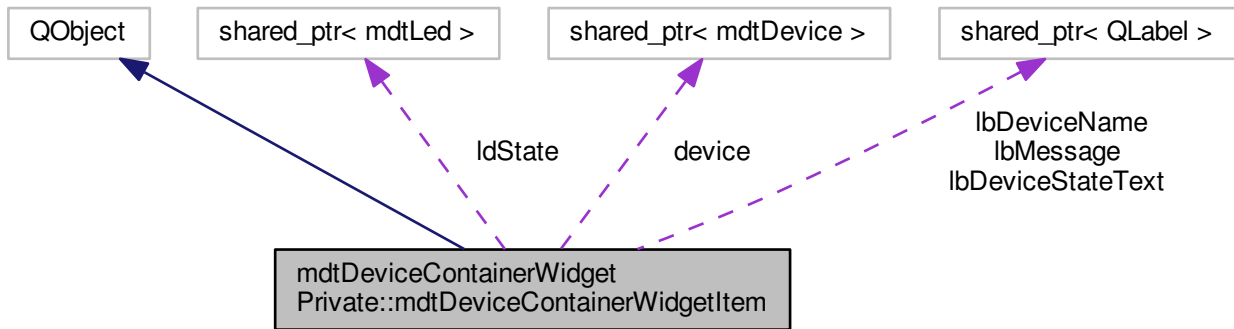 QObject
shared_ptr< mdtLed >
shared_ptr< mdtDevice >
shared_ptr< QLabel >
ldState
device
lbDeviceName
lbMessage
lbDeviceStateText
mdtDeviceContainerWidget
Private::mdtDeviceContainerWidgetItem